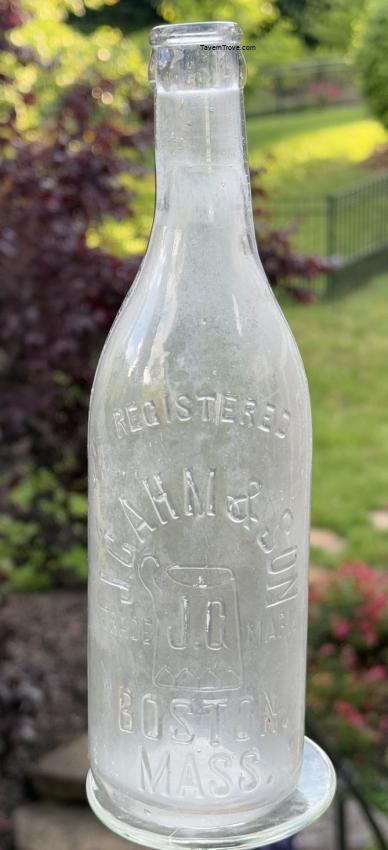 TavernTrove.com
REGISTERED
J. GAHM & SON
TRADE J.G MARK
BOSTON,
MASS.